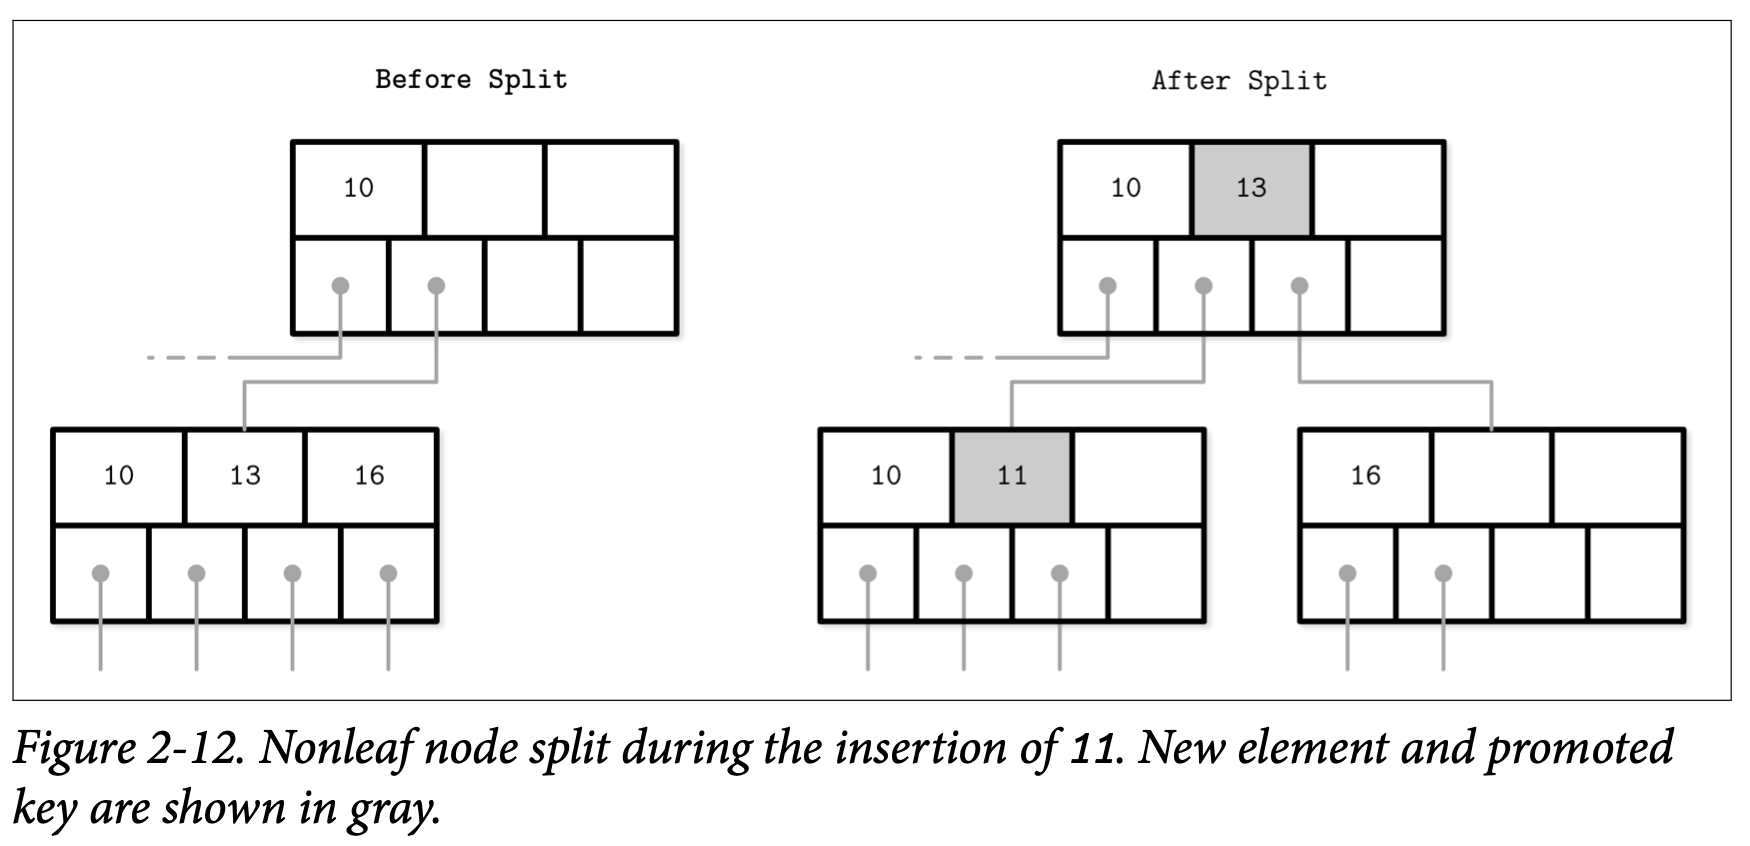 Before Split
After Split
10
10 13
10 13 16
10 11
16
Figure 2-12. Nonleaf node split during the insertion of 11. New element and promoted
key are shown in gray.